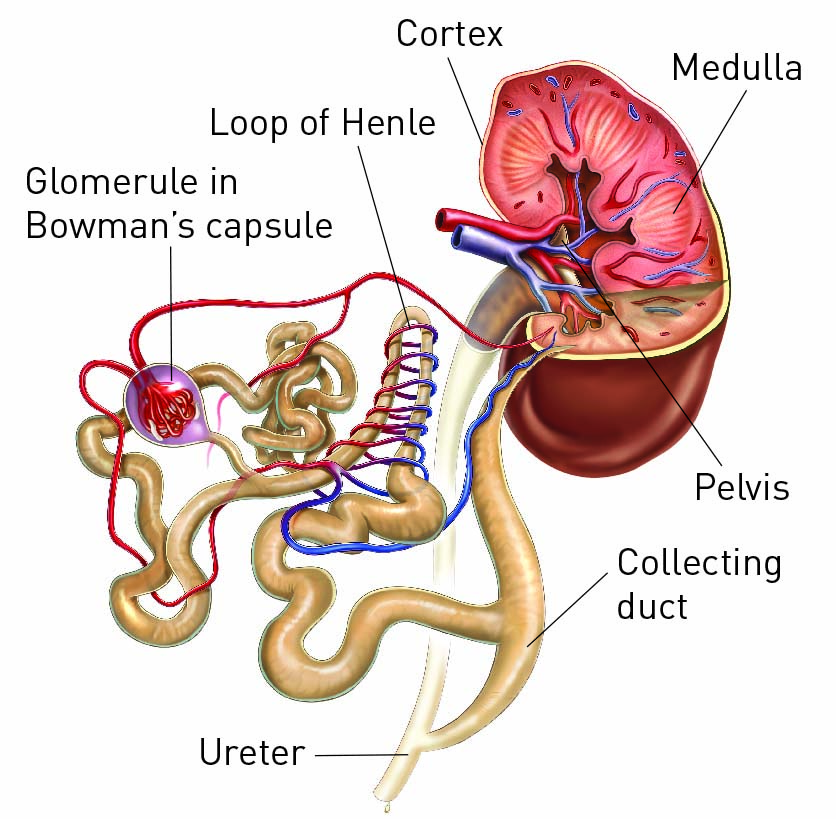 Cortex
Medulla
Loop of Henle
Glomerule in
Bowman’s capsule
Pelvis
Collecting
duct
Ureter